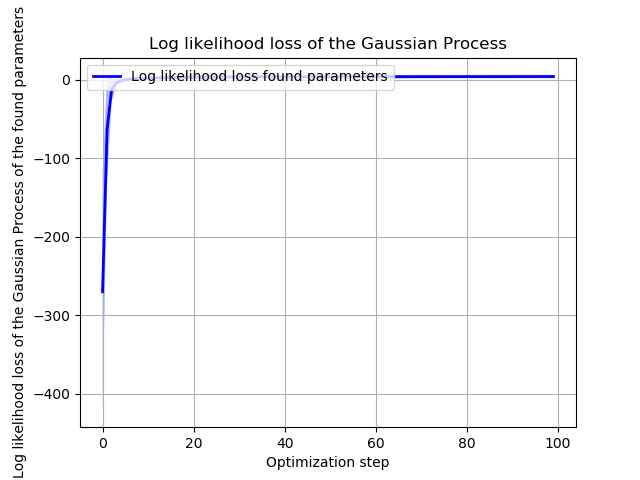 Log likelihood loss of the Gaussian Process
Log likelihood loss found parameters
Log likelihood loss of the Gaussian Process of the found parameters
0
−100
−200
−300
−400
0 20 40 60 80 100
Optimization step